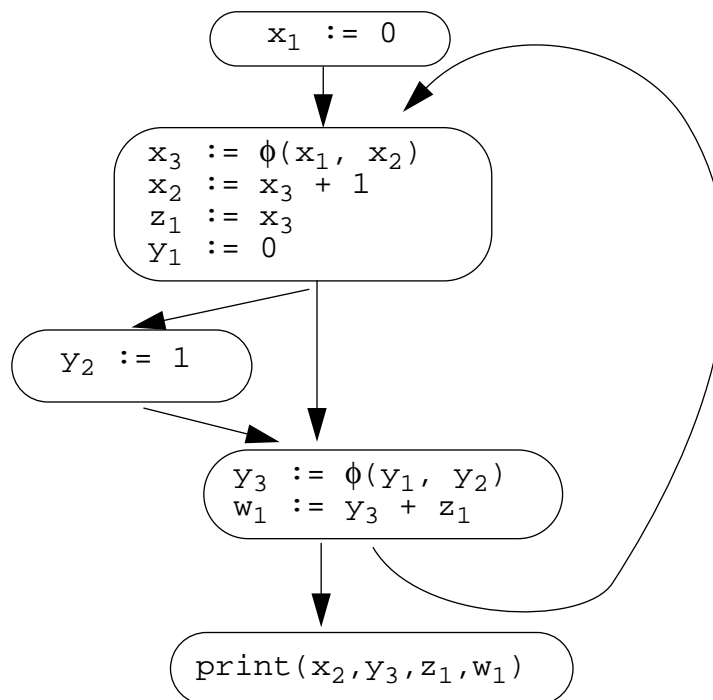 x₁ := 0
x₃ := ϕ(x₁, x₂)
x₂ := x₃ + 1
z₁ := x₃
y₁ := 0
y₂ := 1
y₃ := ϕ(y₁, y₂)
w₁ := y₃ + z₁
print(x₂,y₃,z₁,w₁)